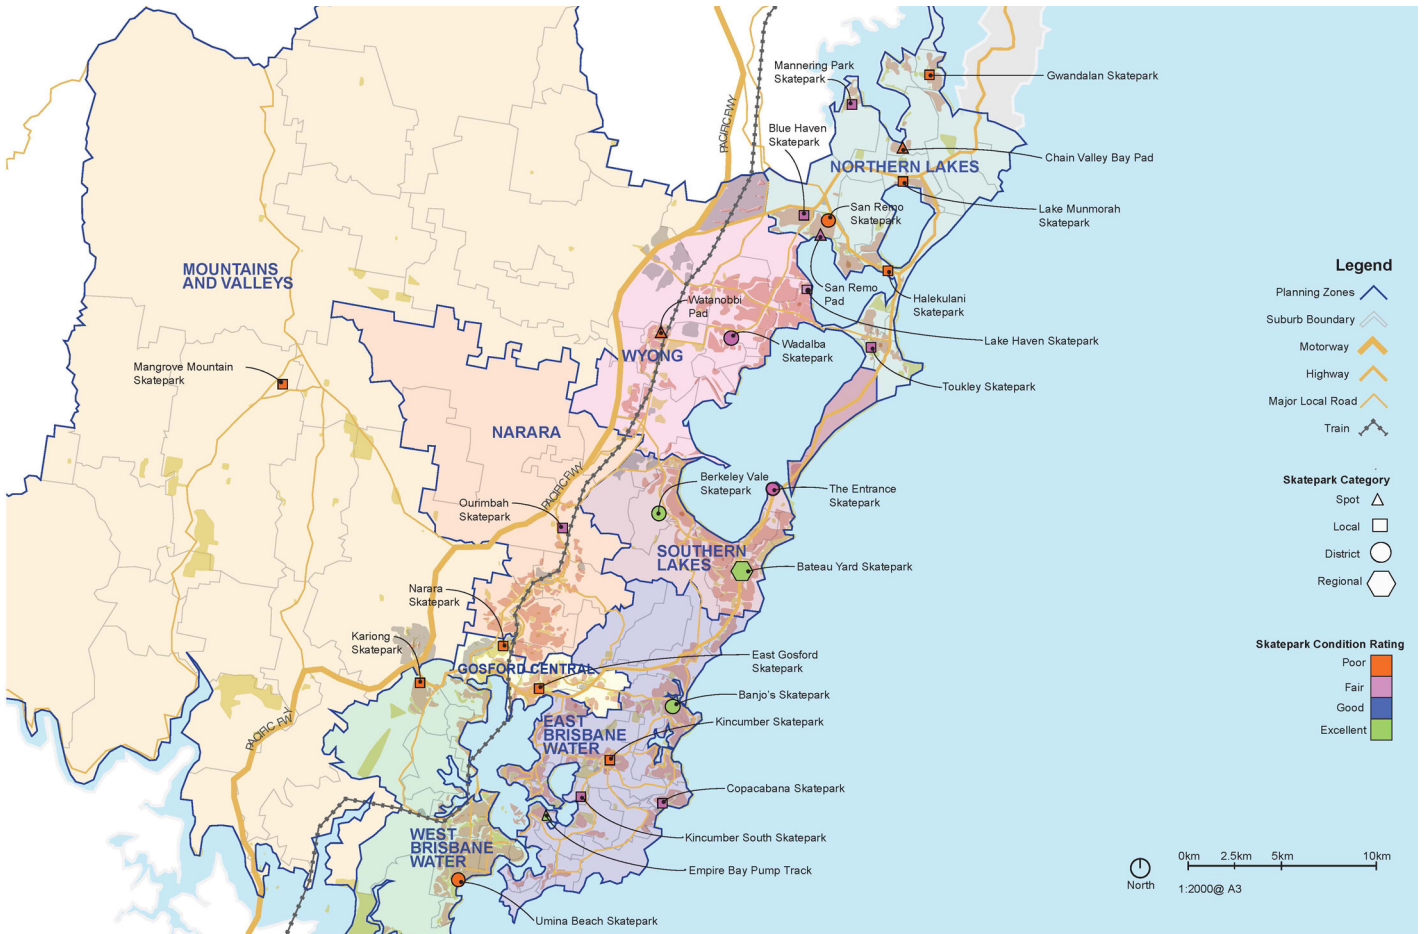 Mannering Park
Skatepark
Gwandalan Skatepark
PACIFIC FWY
Blue Haven
Skatepark
Chain Valley Bay Pad
NORTHERN LAKES
San Remo
Skatepark
Lake Munmorah
Skatepark
MOUNTAINS
AND VALLEYS
Watanobbi
Pad
San Remo
Pad
Halekulani
Skatepark
WYONG
Wadalba
Skatepark
Lake Haven Skatepark
Mangrove Mountain
Skatepark
Toukley Skatepark
NARARA
PACIFIC FWY
Berkeley Vale
Skatepark
The Entrance
Skatepark
Ourimbah
Skatepark
SOUTHERN
LAKES
Bateau Yard Skatepark
Narara
Skatepark
Kariong
Skatepark
GOSFORD CENTRAL
East Gosford
Skatepark
Banjo's Skatepark
PACIFIC FWY
EAST
BRISBANE
WATER
Kincumber Skatepark
Copacabana Skatepark
WEST
BRISBANE
WATER
Kincumber South Skatepark
Empire Bay Pump Track
Umina Beach Skatepark
Legend
Planning Zones
Suburb Boundary
Motorway
Highway
Major Local Road
Train
Skatepark Category
Spot
Local
District
Regional
Skatepark Condition Rating
Poor
Fair
Good
Excellent
North
0km 2.5km 5km 10km
1:2000@ A3